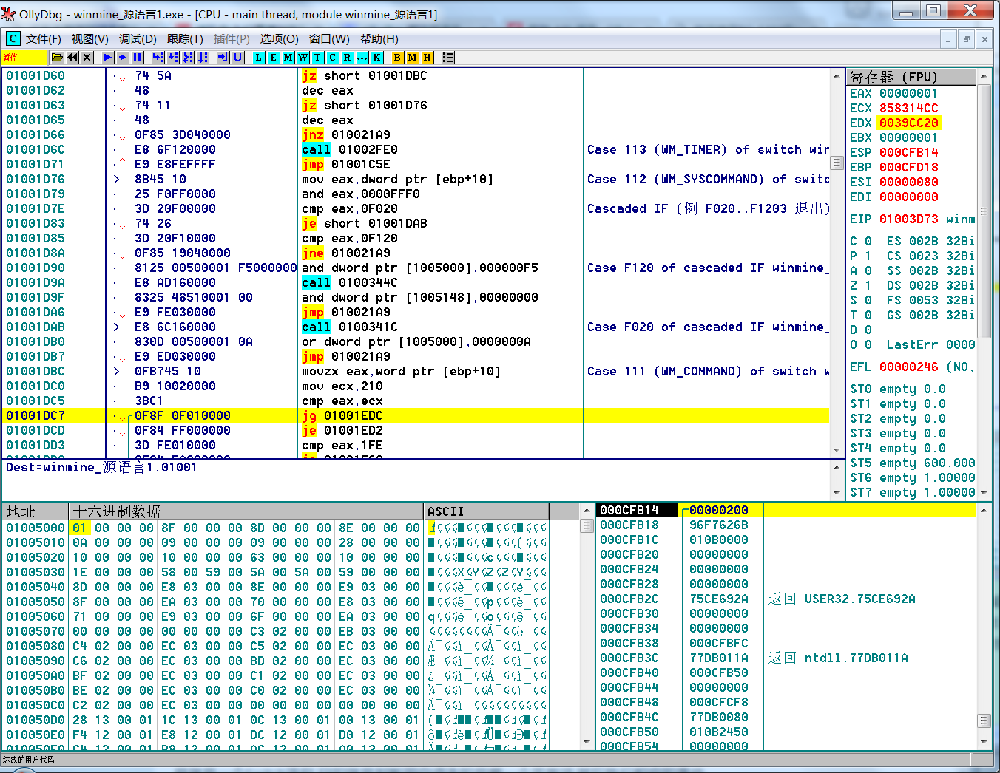 OllyDbg - winmine_源语言1.exe - [CPU - main thread, module winmine_源语言1]
C 文件(F) 视图(V) 调试(D) 跟踪(T) 插件(P) 选项(O) 窗口(W) 帮助(H)
暂停 L E M W T C R ... K B M H
01001D60 74 5A jz short 01001DBC
01001D62 48 dec eax
01001D63 74 11 jz short 01001D76
01001D65 48 dec eax
01001D66 0F85 3D040000 jnz 010021A9
01001D6C E8 6F120000 call 01002FE0 Case 113 (WM_TIMER) of switch win
01001D71 E9 E8FEFFFF jmp 01001C5E
01001D76 8B45 10 mov eax,dword ptr [ebp+10] Case 112 (WM_SYSCOMMAND) of switc
01001D79 25 F0FF0000 and eax,0000FFF0
01001D7E 3D 20F00000 cmp eax,0F020 Cascaded IF (例 F020..F1203 退出)
01001D83 74 26 je short 01001DAB
01001D85 3D 20F10000 cmp eax,0F120
01001D8A 0F85 19040000 jne 010021A9
01001D90 8125 00500001 F5000000 and dword ptr [1005000],000000F5 Case F120 of cascaded IF winmine_
01001D9A E8 AD160000 call 0100344C
01001D9F 8325 48510001 00 and dword ptr [1005148],00000000
01001DA6 E9 FE030000 jmp 010021A9
01001DAB E8 6C160000 call 0100341C Case F020 of cascaded IF winmine_
01001DB0 830D 00500001 0A or dword ptr [1005000],0000000A
01001DB7 E9 ED030000 jmp 010021A9
01001DBC 0FB745 10 movzx eax,word ptr [ebp+10] Case 111 (WM_COMMAND) of switch w
01001DC0 B9 10020000 mov ecx,210
01001DC5 3BC1 cmp eax,ecx
01001DC7 0F8F 0F010000 jg 01001EDC
01001DCD 0F84 FF000000 je 01001ED2
01001DD3 3D FE010000 cmp eax,1FE
Dest=winmine_源语言1.01001
寄存器 (FPU)
EAX 00000001
ECX 858314CC
EDX 0039CC20
EBX 00000001
ESP 000CFB14
EBP 000CFD18
ESI 00000080
EDI 00000000
EIP 01003D73 winm
C 0 ES 002B 32Bi
P 1 CS 0023 32Bi
A 0 SS 002B 32Bi
Z 1 DS 002B 32Bi
S 0 FS 0053 32Bi
T 0 GS 002B 32Bi
D 0
O 0 LastErr 0000
EFL 00000246 (NO,
ST0 empty 0.0
ST1 empty 0.0
ST2 empty 0.0
ST3 empty 0.0
ST4 empty 0.0
ST5 empty 600.000
ST6 empty 1.00000
ST7 empty 1.00000
地址 十六进制数据 ASCII
01005000 01 00 00 00 8F 00 00 00 8D 00 00 00 8E 00 00 00
01005010 0A 00 00 00 09 00 00 00 09 00 00 00 28 00 00 00
01005020 10 00 00 00 10 00 00 00 63 00 00 00 10 00 00 00
01005030 1E 00 00 00 58 00 59 00 5A 00 5A 00 59 00 00 00
01005040 8D 00 00 00 E8 03 00 00 8E 00 00 00 E9 03 00 00
01005050 8F 00 00 00 EA 03 00 00 70 00 00 00 E8 03 00 00
01005060 71 00 00 00 E9 03 00 00 6F 00 00 00 EA 03 00 00
01005070 00 00 00 00 00 00 00 00 C3 02 00 00 EB 03 00 00
01005080 C4 02 00 00 EC 03 00 00 C5 02 00 00 EC 03 00 00
01005090 C6 02 00 00 EC 03 00 00 BD 02 00 00 EC 03 00 00
010050A0 BF 02 00 00 EC 03 00 00 C1 02 00 00 EC 03 00 00
010050B0 BE 02 00 00 EC 03 00 00 C0 02 00 00 EC 03 00 00
010050C0 C2 02 00 00 EC 03 00 00 00 00 00 00 00 00 00 00
010050D0 28 13 00 01 1C 13 00 01 0C 13 00 01 00 13 00 01
010050E0 F4 12 00 01 E8 12 00 01 DC 12 00 01 D0 12 00 01
010050F0 C4 12 00 01 B8 12 00 01 AC 12 00 01 A0 12 00 01
000CFB14 00000200
000CFB18 96F7626B
000CFB1C 010B0000
000CFB20 00000000
000CFB24 00000000
000CFB28 00000000
000CFB2C 75CE692A 返回 USER32.75CE692A
000CFB30 00000000
000CFB34 00000000
000CFB38 000CFBFC
000CFB3C 77DB011A 返回 ntdll.77DB011A
000CFB40 000CFB50
000CFB44 00000000
000CFB48 000CFCF8
000CFB4C 77DB0080
000CFB50 010B2450
000CFB54 00000000
达成的用户代码